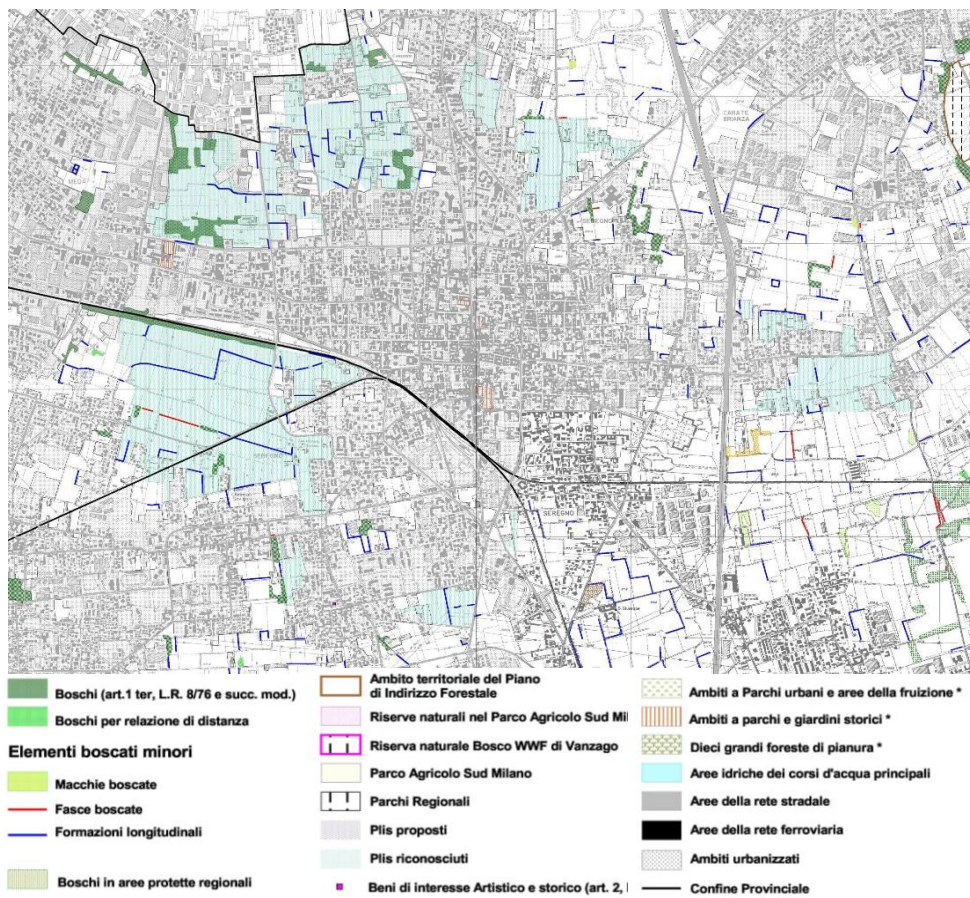 CARATE
BRIANZA
MEDA
SEREGNO
SEREGNO
Boschi (art.1 ter, L.R. 8/76 e succ. mod.)
Boschi per relazione di distanza
Elementi boscati minori
Macchie boscate
Fasce boscate
Formazioni longitudinali
Boschi in aree protette regionali
Ambito territoriale del Piano
di Indirizzo Forestale
Riserve naturali nel Parco Agricolo Sud Mil
Riserva naturale Bosco WWF di Vanzago
Parco Agricolo Sud Milano
Parchi Regionali
Plis proposti
Plis riconosciuti
Beni di interesse Artistico e storico (art. 2, l
Ambiti a Parchi urbani e aree della fruizione *
Ambiti a parchi e giardini storici *
Dieci grandi foreste di pianura *
Aree idriche dei corsi d'acqua principali
Aree della rete stradale
Aree della rete ferroviaria
Ambiti urbanizzati
Confine Provinciale